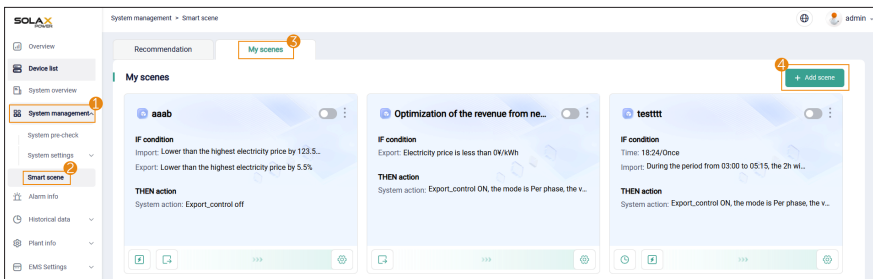 SOLAX
POWER
System management > Smart scene
admin
Overview
Device list
System overview
System management
1
System pre-check
System settings
Smart scene
2
Alarm info
Historical data
Plant info
EMS Settings
Recommendation
My scenes
3
My scenes
4
+ Add scene
aaab
IF condition
Import: Lower than the highest electricity price by 123.5...
Export: Lower than the highest electricity price by 5.5%
THEN action
System action: Export_control off
Optimization of the revenue from ne...
IF condition
Export: Electricity price is less than 0¥/kWh
THEN action
System action: Export_control ON, the mode is Per phase, the v...
testttt
IF condition
Time: 18:24/Once
Import: During the period from 03:00 to 05:15, the 2h wi...
THEN action
System action: Export_control ON, the mode is Per phase, the v...